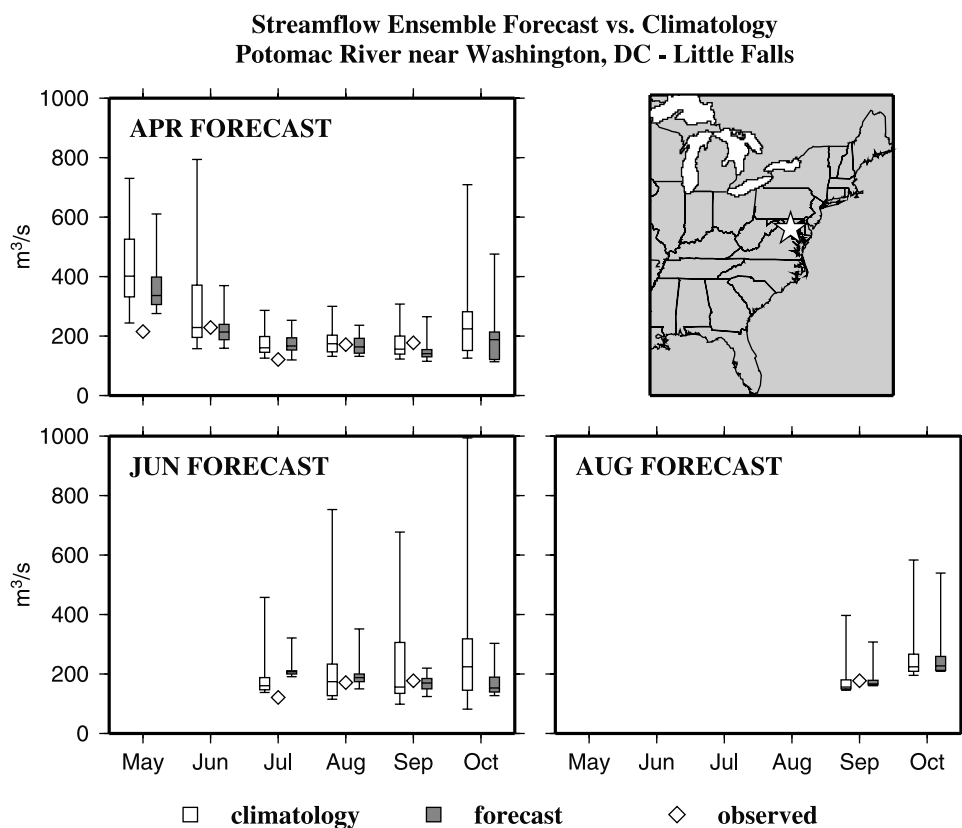 Streamflow Ensemble Forecast vs. Climatology
Potomac River near Washington, DC - Little Falls
APR FORECAST
1000
800
600
400
200
0
m³/s
JUN FORECAST
1000
800
600
400
200
0
m³/s
May Jun Jul Aug Sep Oct
AUG FORECAST
May Jun Jul Aug Sep Oct
climatology forecast observed